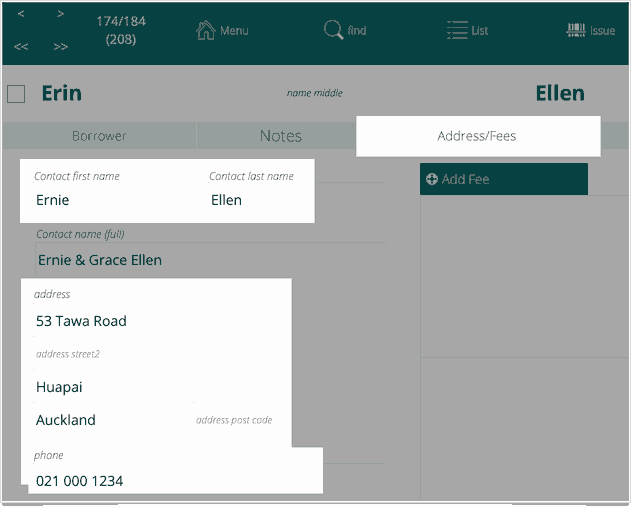 < > 174/184 Menu find List Issue
<< >> (208)
Erin name middle Ellen
Borrower Notes Address/Fees
Contact first name Contact last name
Ernie Ellen
Add Fee
Contact name (full)
Ernie & Grace Ellen
address
53 Tawa Road
address street2
Huapai
Auckland address post code
phone
021 000 1234